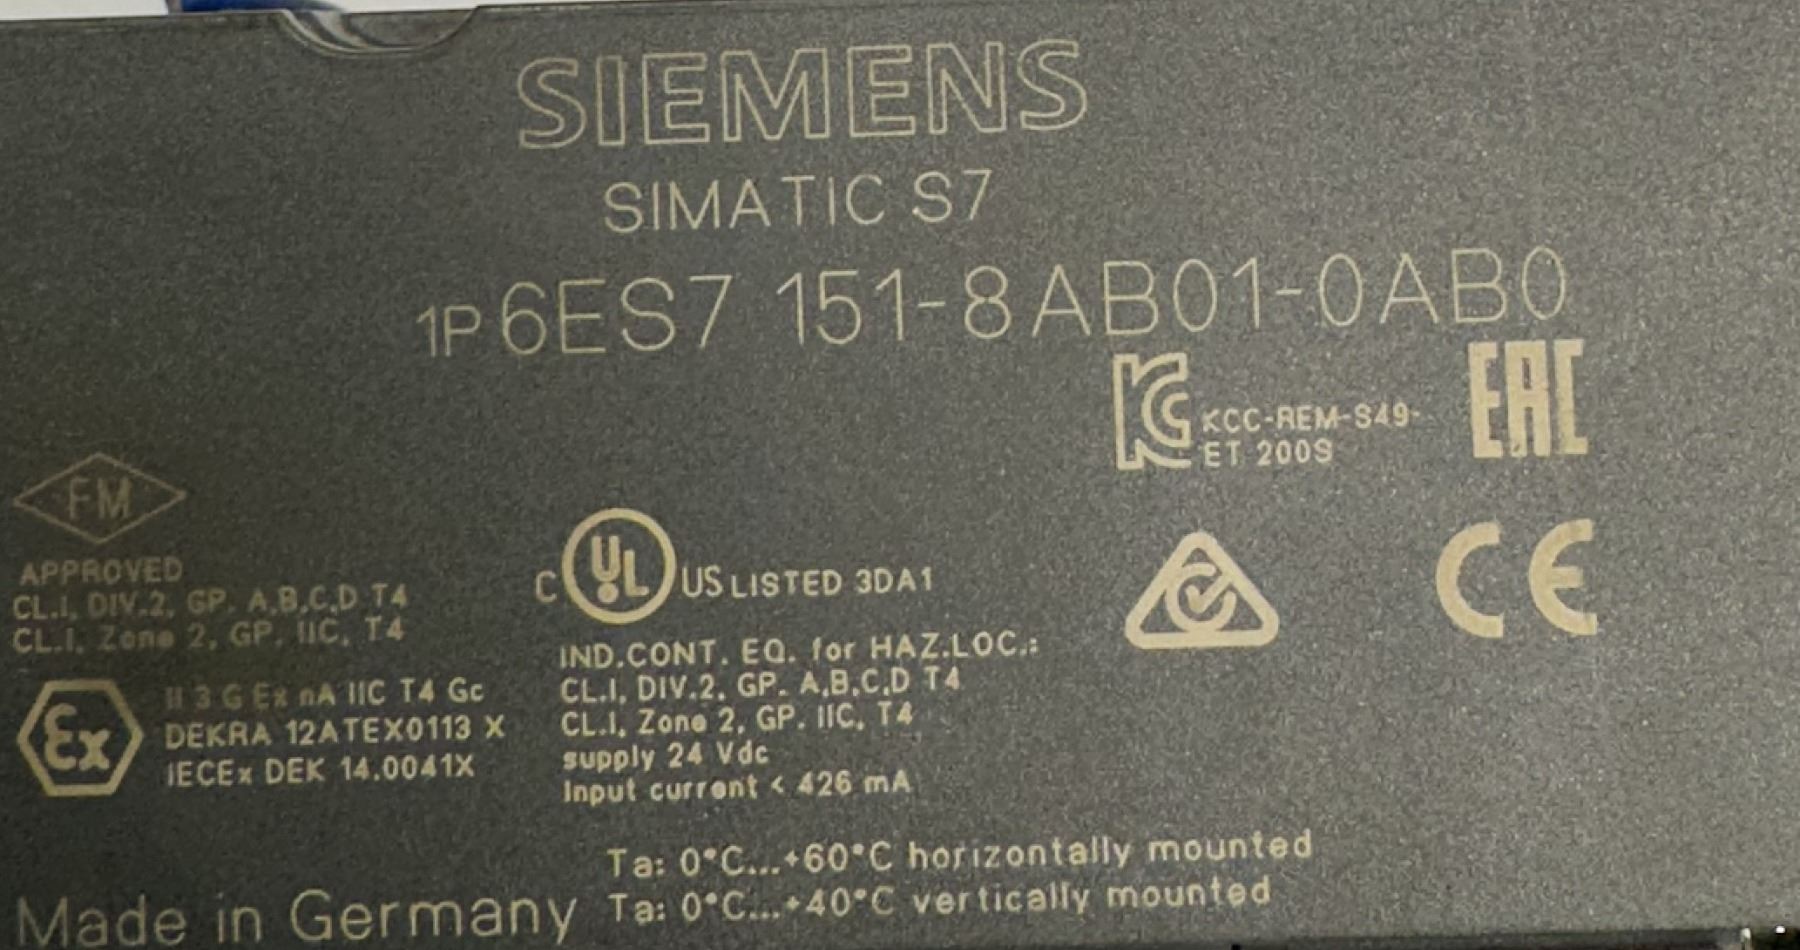 SIEMENS
SIMATIC S7
1P 6ES7 151-8AB01-0AB0
KCC-REM-S49-
ET 200S
EAC
FM
APPROVED
CL.I, DIV.2, GP. A,B,C,D T4
CL.I, Zone 2, GP. IIC, T4
Ex
II 3 G Ex nA IIC T4 Gc
DEKRA 12ATEX0113 X
IECEx DEK 14.0041X
C UL US LISTED 3DA1
IND.CONT. EQ. for HAZ.LOC.:
CL.I, DIV.2, GP. A,B,C,D T4
CL.I, Zone 2, GP. IIC, T4
supply 24 Vdc
Input current < 426 mA
CE
Ta: 0°C...+60°C horizontally mounted
Ta: 0°C...+40°C vertically mounted
Made in Germany